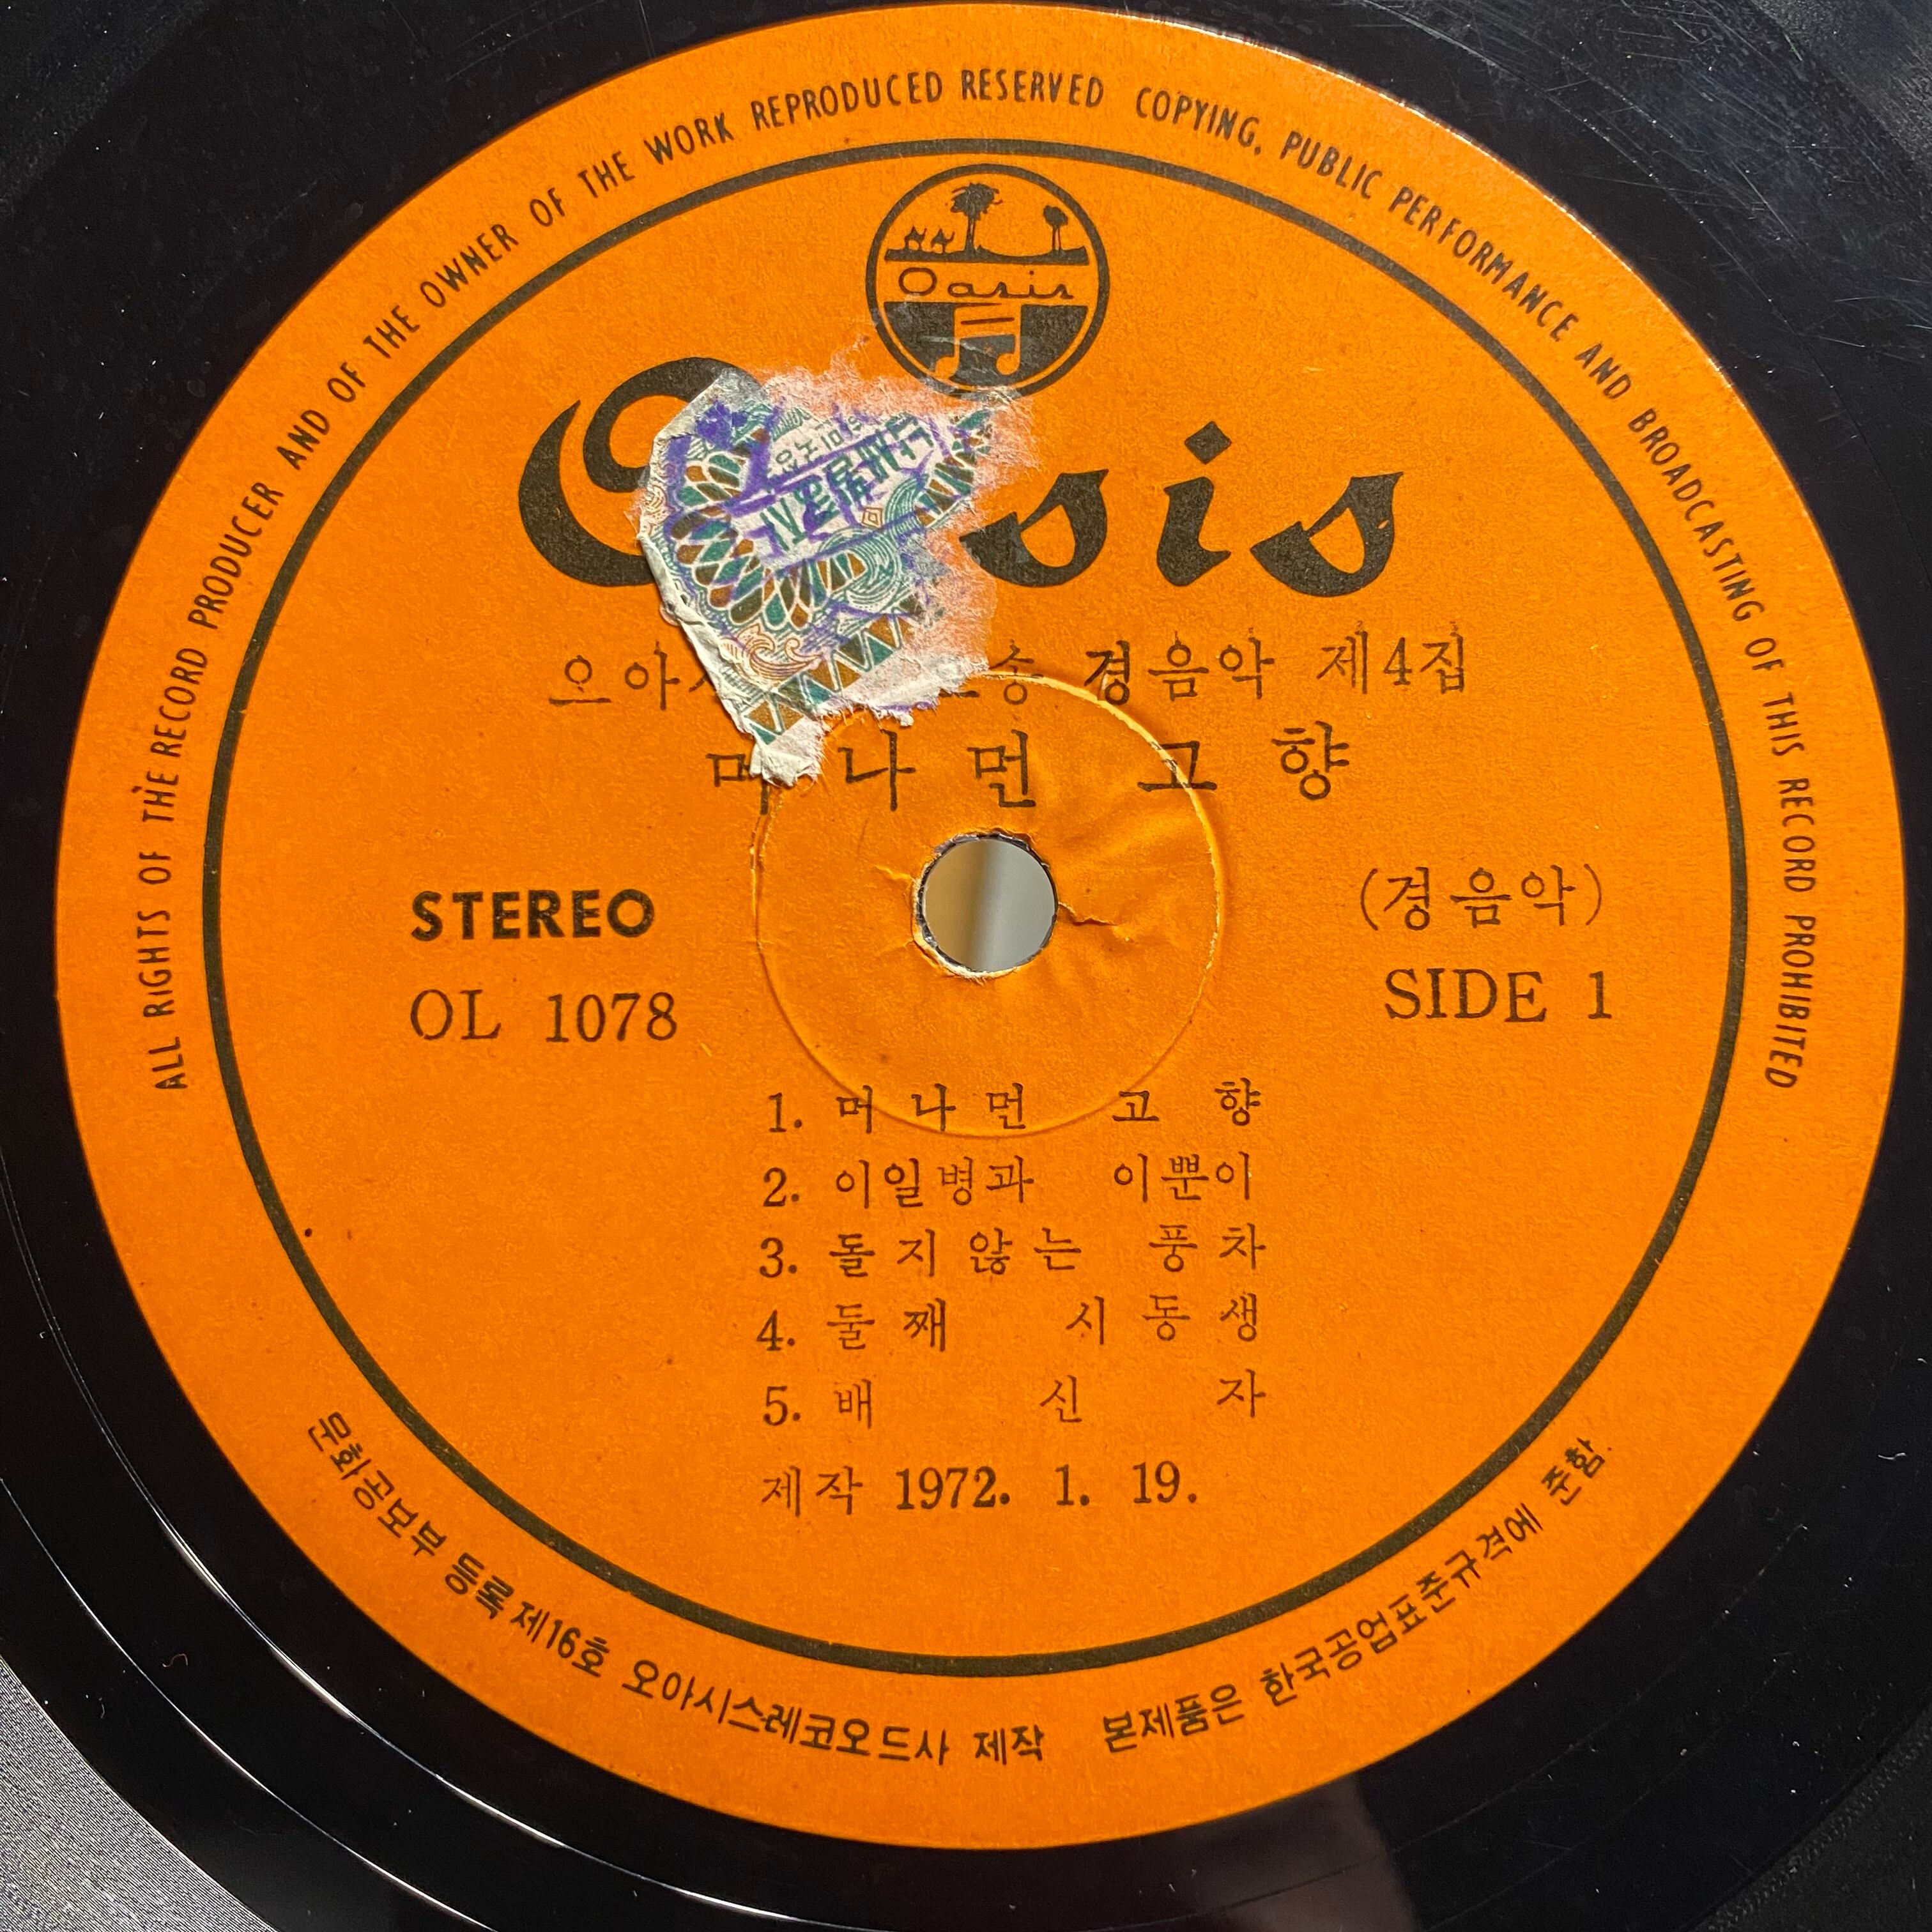 ALL RIGHTS OF THE RECORD PRODUCER AND OF THE OWNER OF THE WORK REPRODUCED RESERVED COPYING, PUBLIC PERFORMANCE AND BROADCASTING OF THIS RECORD PROHIBITED
Oasis
경음악 제4집
머나먼 고향
STEREO
(경음악)
OL 1078
SIDE 1
1. 머나먼 고향
2. 이일병과 이뿐이
3. 돌지않는 풍차
4. 둘째 시동생
5. 배신자
제작 1972. 1. 19.
문화공보부 등록 제16호 오아시스레코오드사 제작 본제품은 한국공업표준규격에 준함.